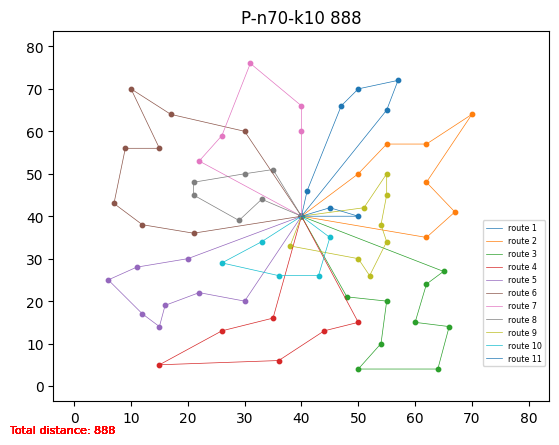 P-n70-k10 888
80
70
60
50
40
30
20
10
0
route 1
route 2
route 3
route 4
route 5
route 6
route 7
route 8
route 9
route 10
route 11
0 10 20 30 40 50 60 70 80
Total distance: 888